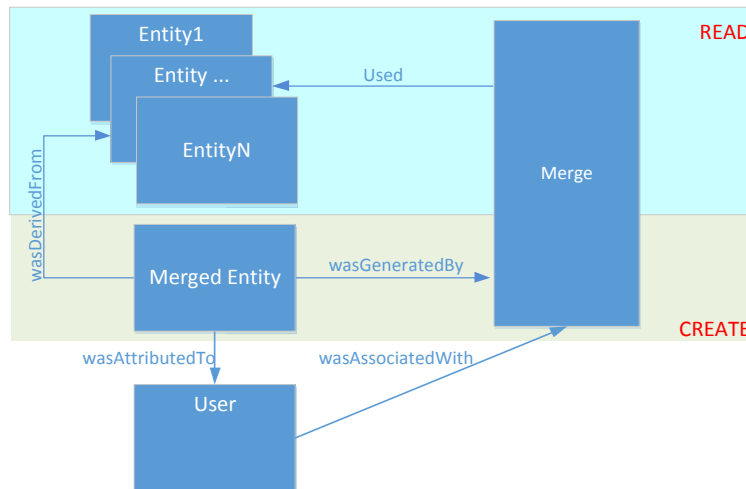 Entity1
READ
Entity ...
Used
EntityN
Merge
wasDerivedFrom
Merged Entity
wasGeneratedBy
CREATE
wasAttributedTo
wasAssociatedWith
User